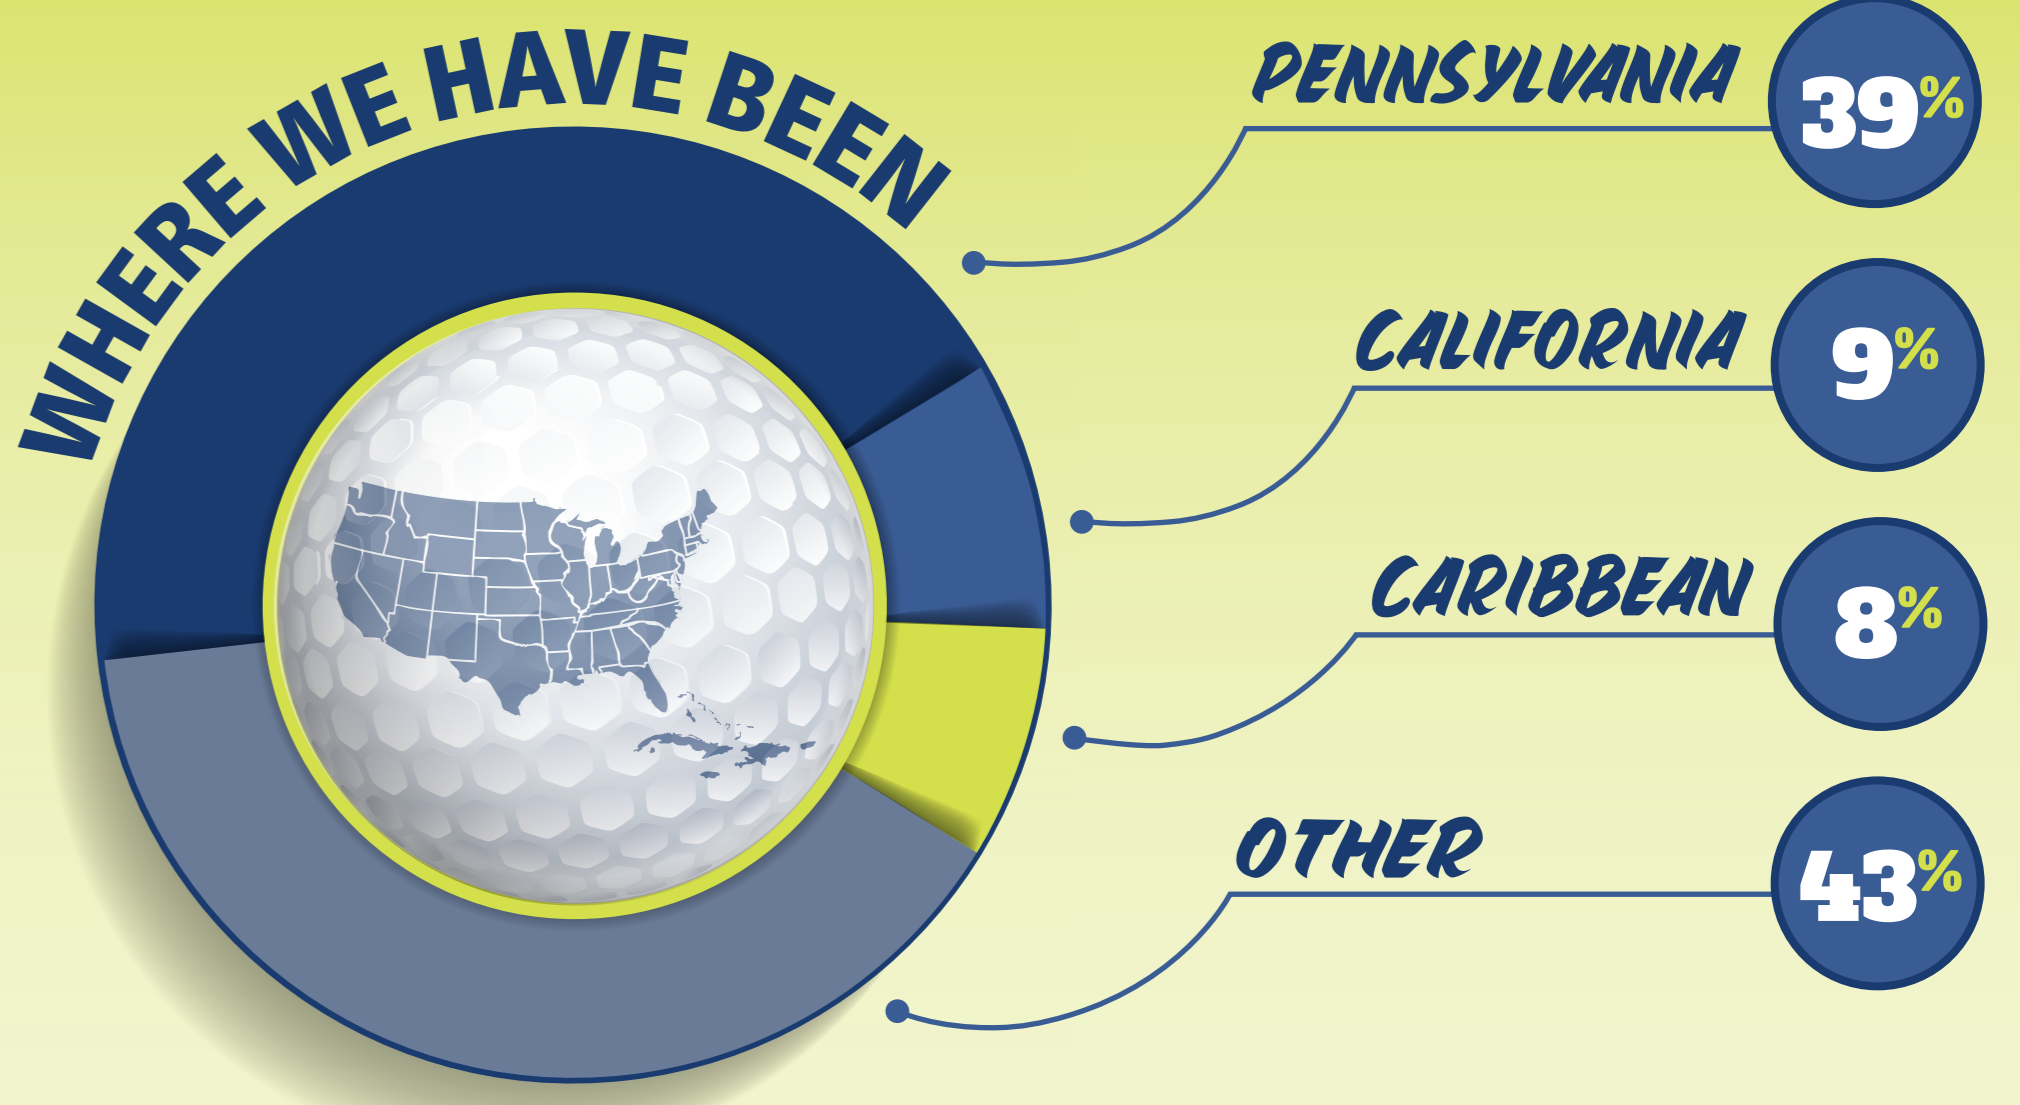 WHERE WE HAVE BEEN
PENNSYLVANIA 39%
CALIFORNIA 9%
CARIBBEAN 8%
OTHER 43%